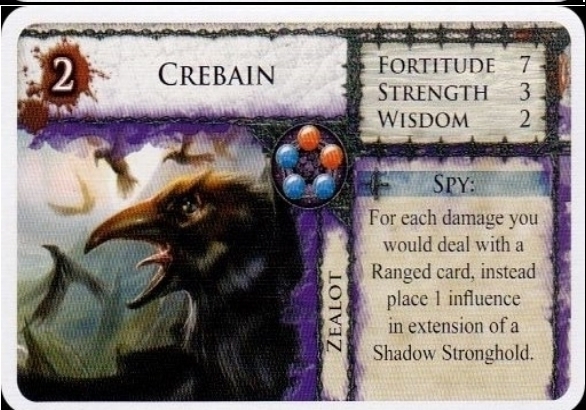 2
CREBAIN
FORTITUDE 7
STRENGTH 3
WISDOM 2
ZEALOT
SPY:
For each damage you
would deal with a
Ranged card, instead
place 1 influence
in extension of a
Shadow Stronghold.